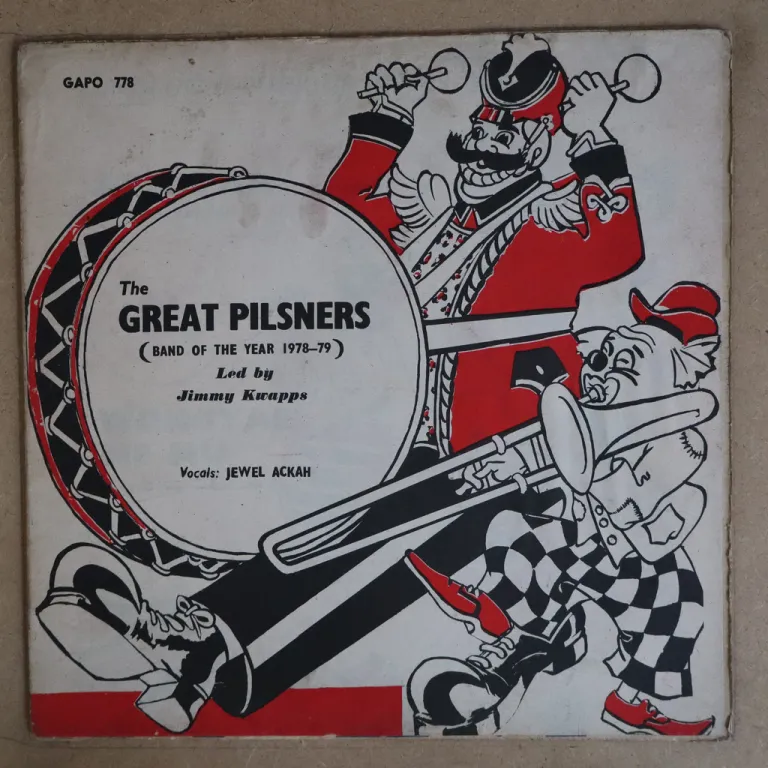 GAPO 778
The
GREAT PILSNERS
(BAND OF THE YEAR 1978–79)
Led by
Jimmy Kwapps
Vocals: JEWEL ACKAH